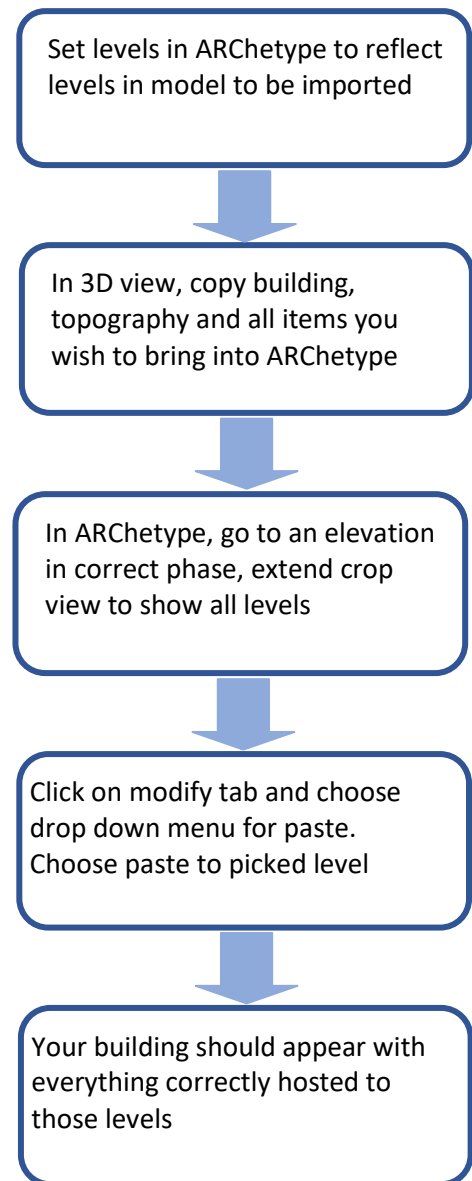 Set levels in ARChetype to reflect
levels in model to be imported
In 3D view, copy building,
topography and all items you
wish to bring into ARChetype
In ARChetype, go to an elevation
in correct phase, extend crop
view to show all levels
Click on modify tab and choose
drop down menu for paste.
Choose paste to picked level
Your building should appear with
everything correctly hosted to
those levels